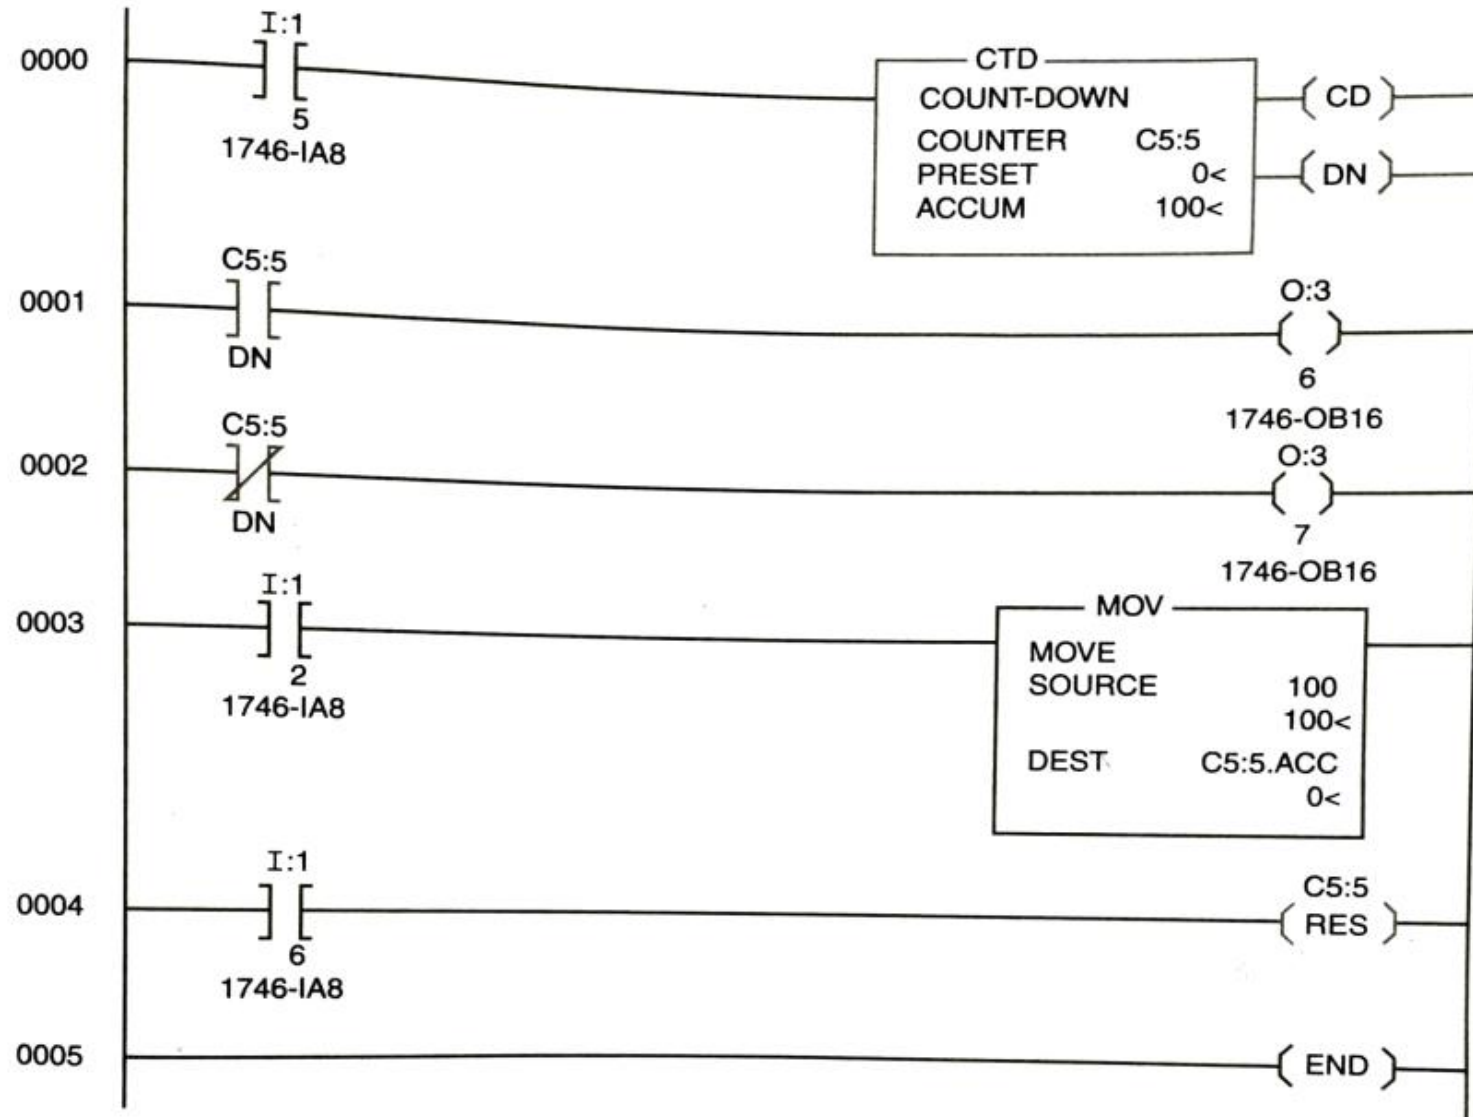 I:1
0000
5
1746-IA8
CTD
COUNT-DOWN
COUNTER C5:5
PRESET 0<
ACCUM 100<
CD
DN
C5:5
0001
DN
O:3
6
1746-OB16
C5:5
0002
DN
O:3
7
1746-OB16
I:1
0003
2
1746-IA8
MOV
MOVE
SOURCE 100
100<
DEST C5:5.ACC
0<
I:1
0004
6
1746-IA8
C5:5
RES
0005
END